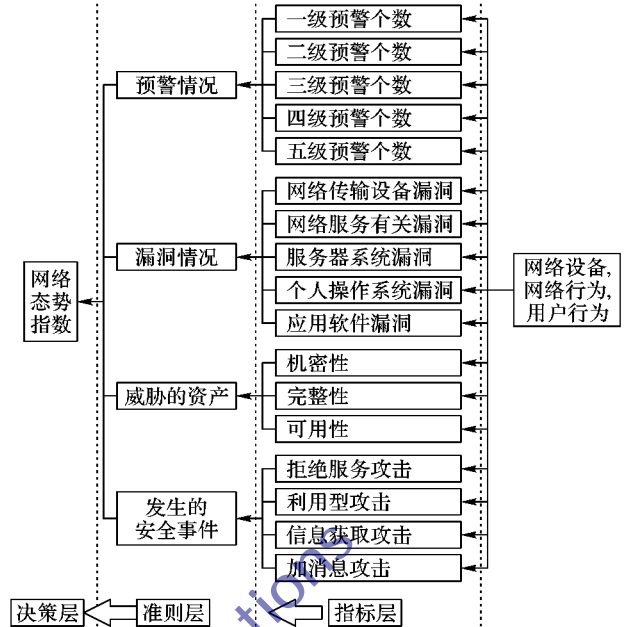 一级预警个数
二级预警个数
预警情况
三级预警个数
四级预警个数
五级预警个数
网络传输设备漏洞
网络服务有关漏洞
漏洞情况
服务器系统漏洞
个人操作系统漏洞
应用软件漏洞
网络
态势
指数
网络设备,
网络行为,
用户行为
机密性
威胁的资产
完整性
可用性
拒绝服务攻击
利用型攻击
发生的
安全事件
信息获取攻击
加消息攻击
决策层
准则层
指标层
tions